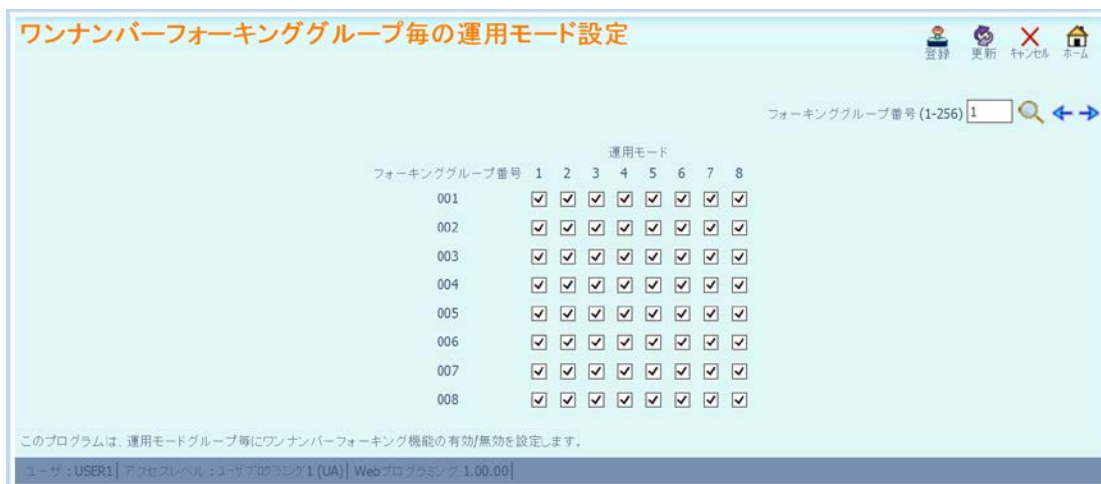 ワンナンバーフォーキンググループ毎の運用モード設定
登録 更新 キャンセル ホーム
フォーキンググループ番号 (1-256) 1
運用モード
フォーキンググループ番号 1 2 3 4 5 6 7 8
001
002
003
004
005
006
007
008
このプログラムは、運用モードグループ毎にワンナンバーフォーキング機能の有効/無効を設定します。
ユーザ : USER1| アクセスレベル : ユーザプログラミング1 (UA)| Webプログラミング 1.00.00|